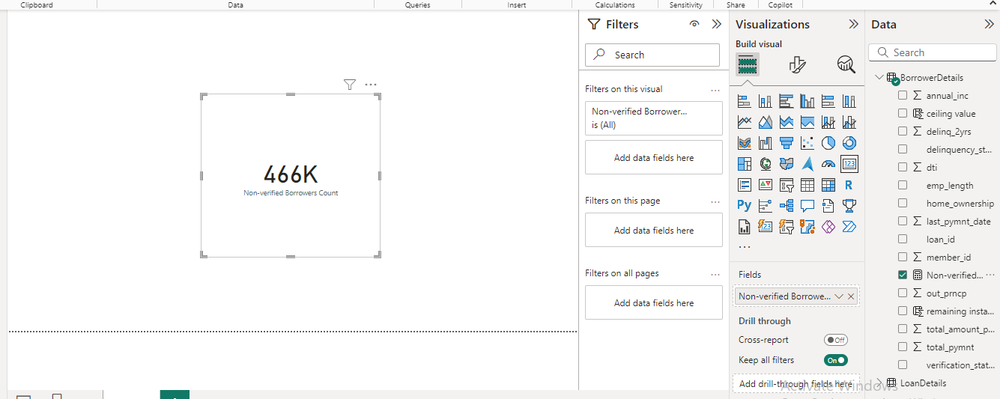 Clipboard
Data
Queries
Insert
Calculations
Sensitivity
Share
Copilot
466K
Non-verified Borrowers Count
Filters
Search
Filters on this visual
...
Non-verified Borrower...
is (All)
Add data fields here
Filters on this page
...
Add data fields here
Filters on all pages
...
Add data fields here
Visualizations
Build visual
123
R
Py
123
...
Fields
Non-verified Borrowe...
Drill through
Cross-report
Off
Keep all filters
On
Add drill-through fields here
Data
Search
BorrowerDetails
annual_inc
ceiling value
delinq_2yrs
delinquency_st...
dti
emp_length
home_ownership
last_pymnt_date
loan_id
member_id
Non-verified...
out_prncp
remaining insta...
total_amount_p...
total_pymnt
verification_stat...
LoanDetails
Activate Windows